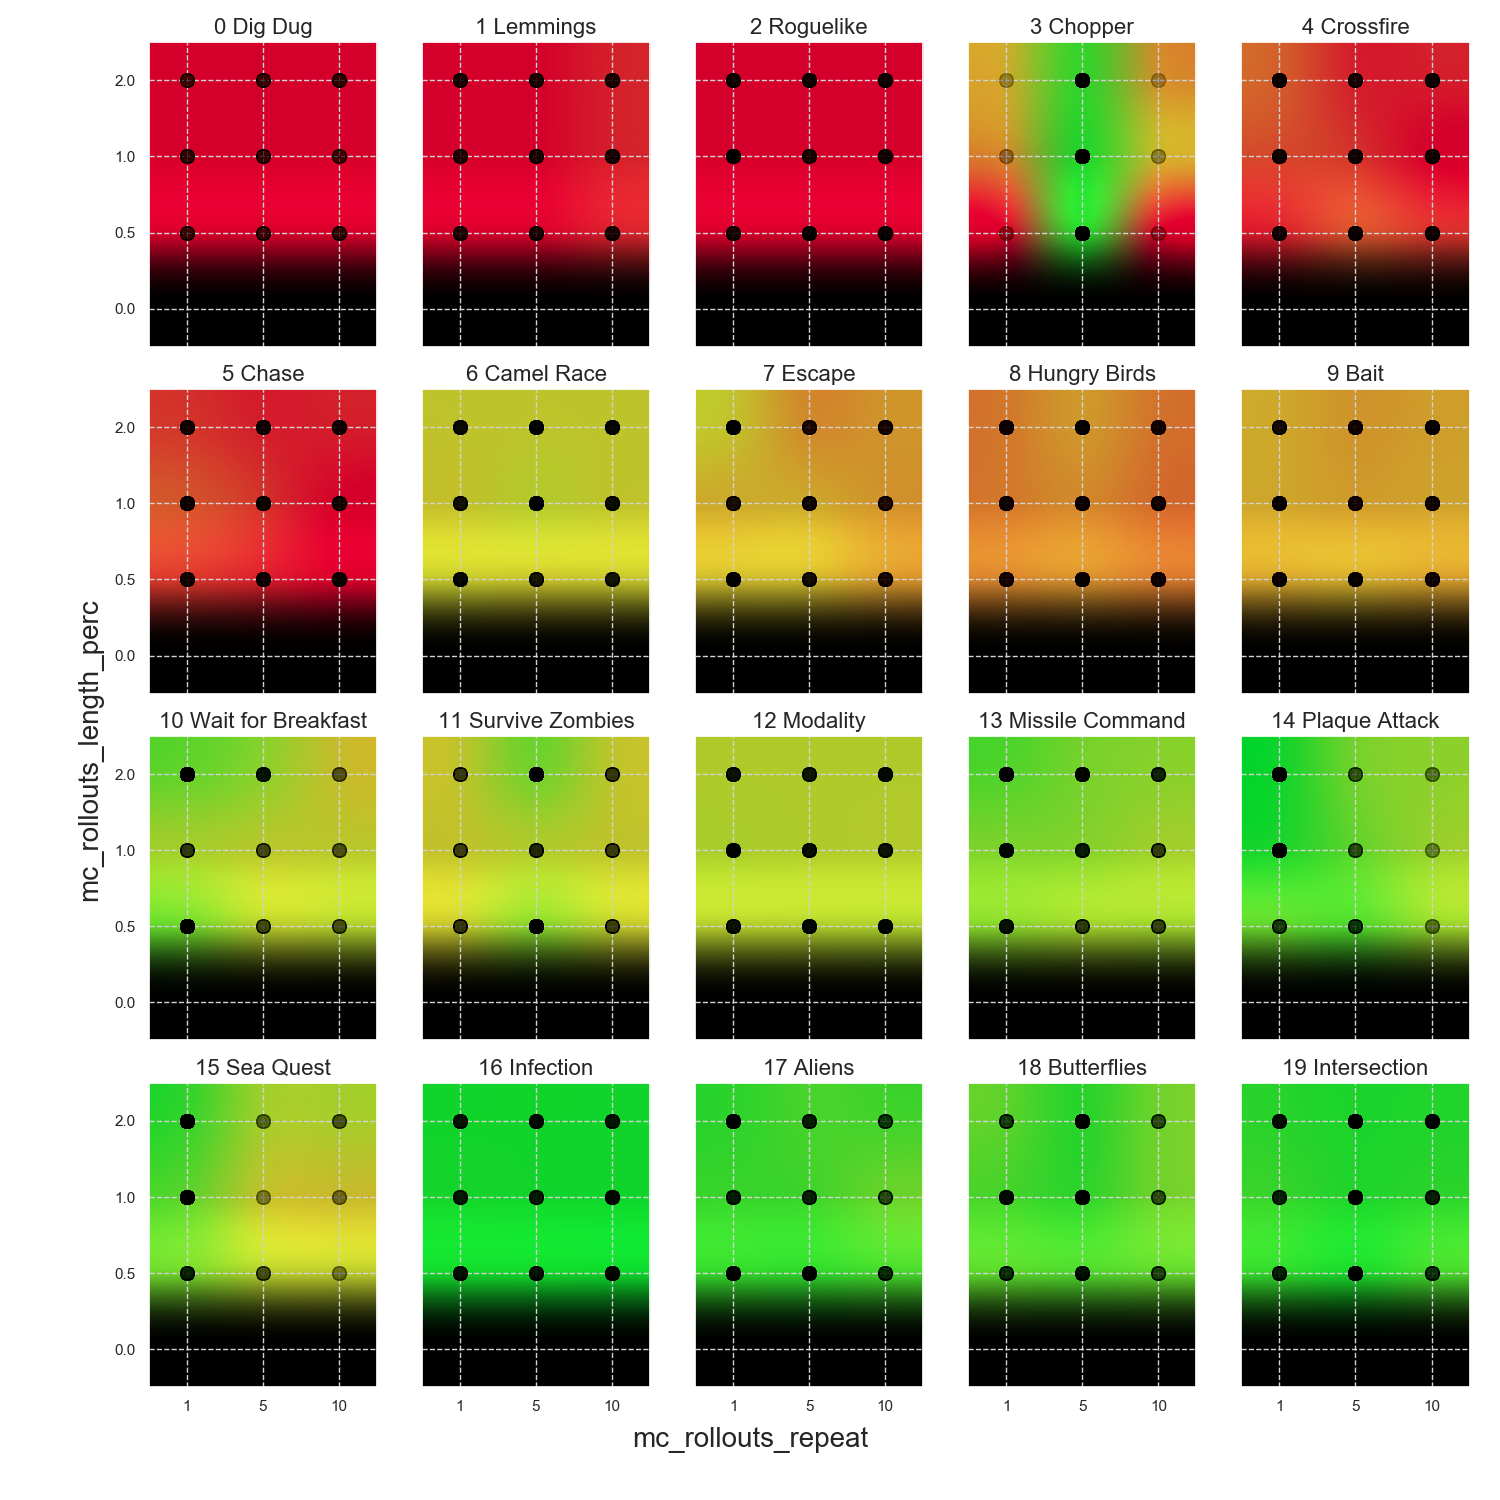 0 Dig Dug 1 Lemmings 2 Roguelike 3 Chopper 4 Crossfire
2.0
1.0
0.5
0.0
5 Chase 6 Camel Race 7 Escape 8 Hungry Birds 9 Bait
2.0
1.0
0.5
0.0
mc_rollouts_length_perc
10 Wait for Breakfast 11 Survive Zombies 12 Modality 13 Missile Command 14 Plaque Attack
2.0
1.0
0.5
0.0
15 Sea Quest 16 Infection 17 Aliens 18 Butterflies 19 Intersection
2.0
1.0
0.5
0.0
1 5 10 1 5 10 1 5 10 1 5 10 1 5 10
mc_rollouts_repeat